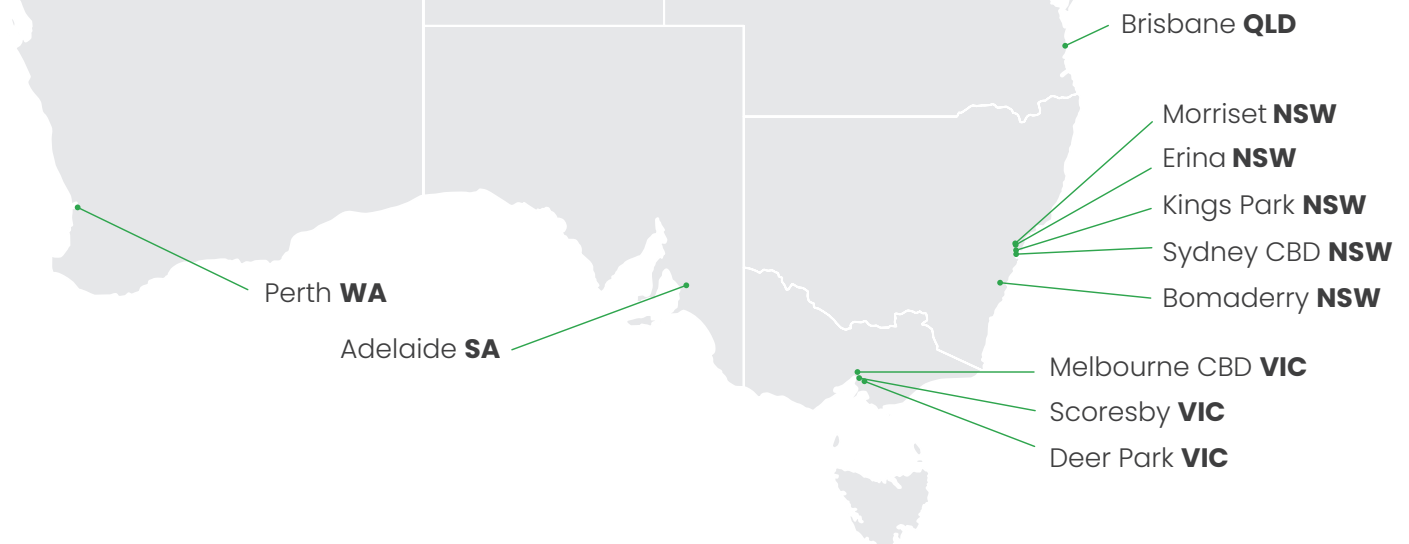 Brisbane QLD
Morriset NSW
Erina NSW
Kings Park NSW
Sydney CBD NSW
Bomaderry NSW
Perth WA
Adelaide SA
Melbourne CBD VIC
Scoresby VIC
Deer Park VIC